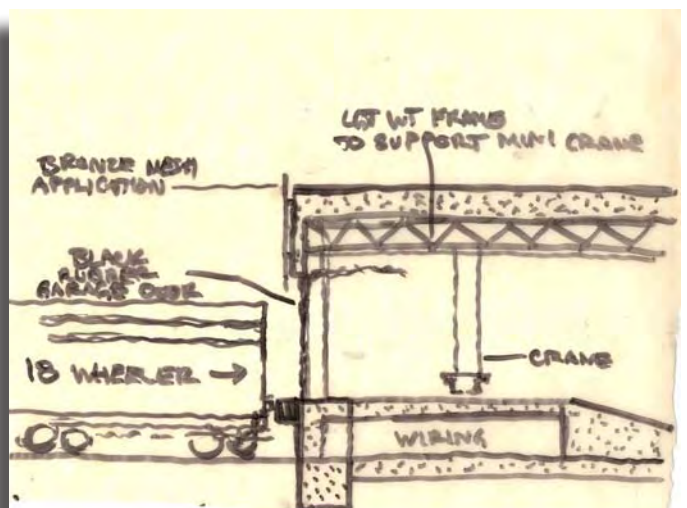 LGT WT FRAME
TO SUPPORT MINI CRANE
BRONZE MESH
APPLICATION
BLACK
RUBBER
GARAGE DOOR
18 WHEELER
CRANE
WIRING